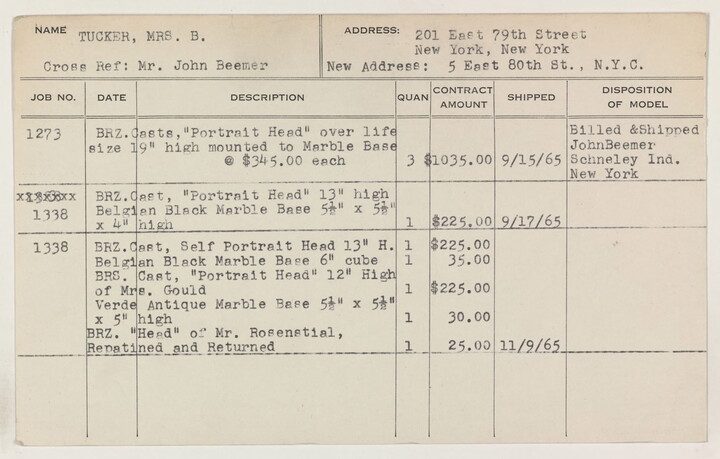 NAME TUCKER, MRS. B. ADDRESS: 201 East 79th Street
New York, New York
Cross Ref: Mr. John Beemer New Address: 5 East 80th St., N.Y.C.
JOB NO. DATE DESCRIPTION QUAN CONTRACT AMOUNT SHIPPED DISPOSITION OF MODEL
1273 BRZ.Casts,"Portrait Head" over life Billed &Shipped
size 19" high mounted to Marble Base JohnBeemer
@ $345.00 each 3 $1035.00 9/15/65 Schneley Ind.
New York
BRZ.Cast, "Portrait Head" 13" high
1338 Belgian Black Marble Base 5½" x 5½"
x 4" high 1 $225.00 9/17/65
1338 BRZ.Cast, Self Portrait Head 13" H. 1 $225.00
Belgian Black Marble Base 6" cube 1 35.00
BRS. Cast, "Portrait Head" 12" High
of Mrs. Gould 1 $225.00
Verde Antique Marble Base 5½" x 5½"
x 5" high 1 30.00
BRZ. "Head" of Mr. Rosenstial,
Repatined and Returned 1 25.00 11/9/65